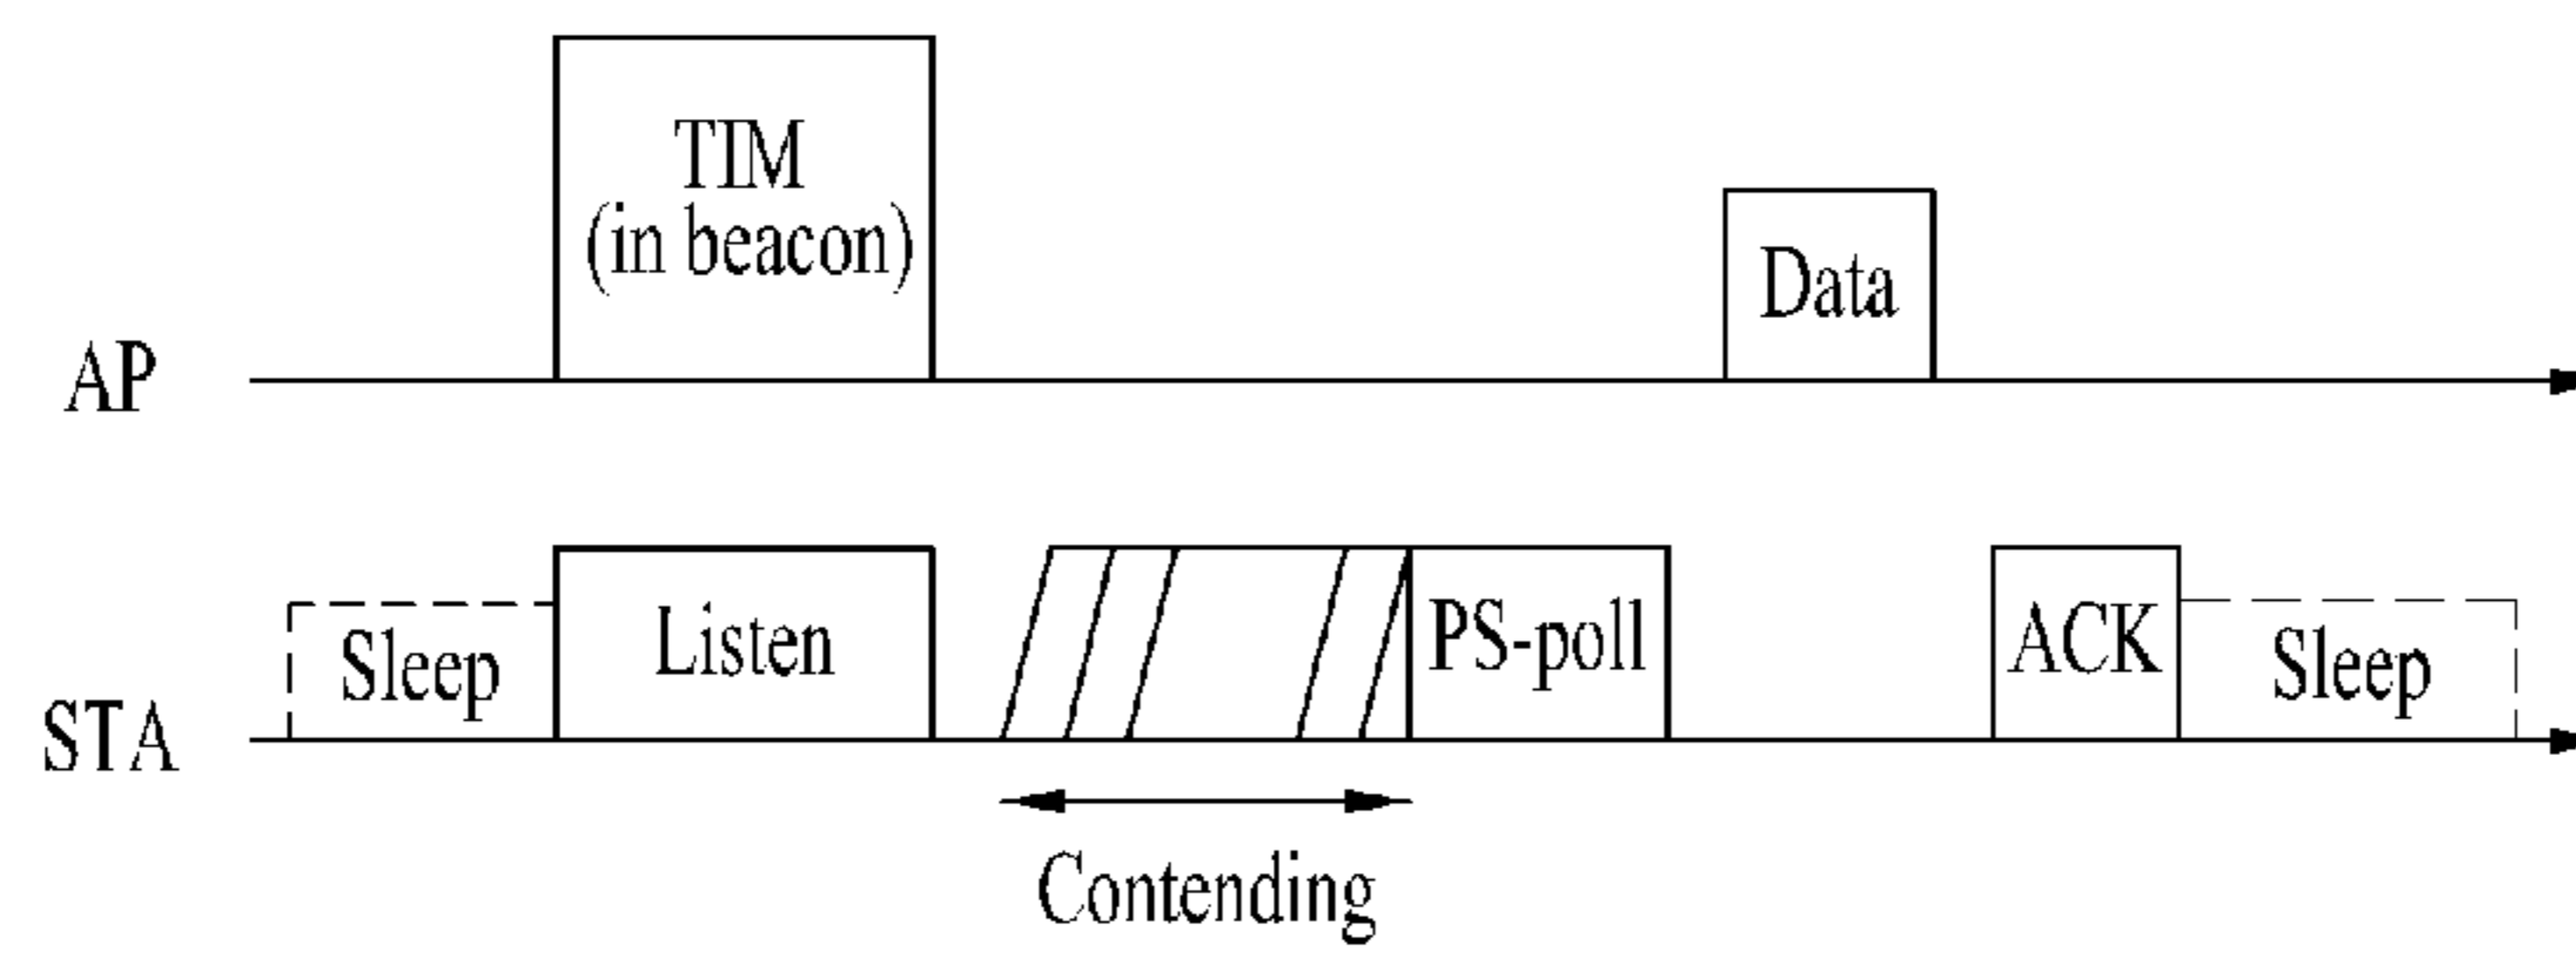 TIM
(in beacon)
Data
AP
Sleep
Listen
PS-poll
ACK
Sleep
STA
Contending